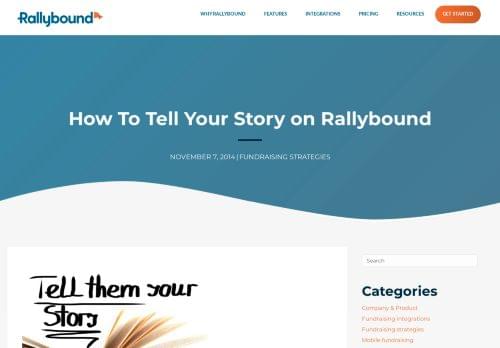 Rallybound
WHY RALLYBOUND FEATURES INTEGRATIONS PRICING RESOURCES GET STARTED
How To Tell Your Story on Rallybound
NOVEMBER 7, 2014 | FUNDRAISING STRATEGIES
Tell them your
Story
Search
Categories
Company & Product
Fundraising integrations
Fundraising strategies
Mobile fundraising